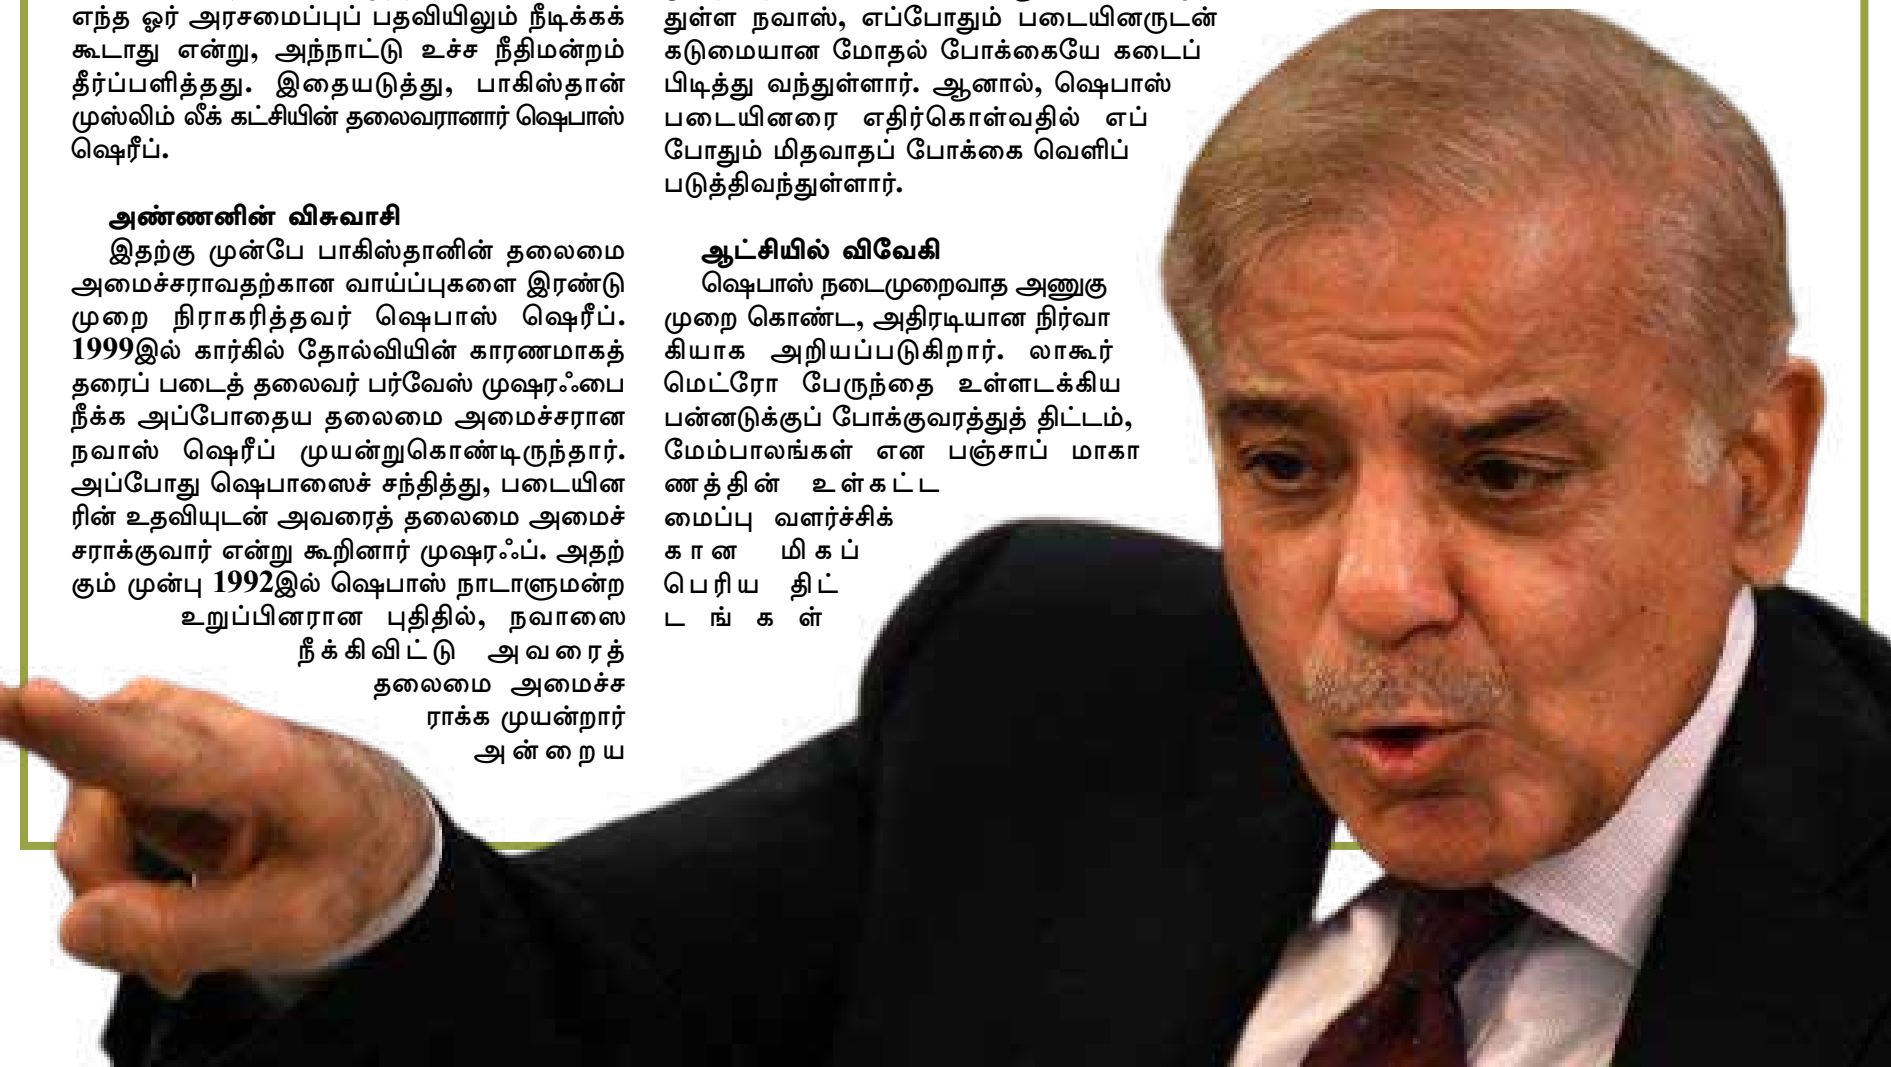 எந்த ஓர் அரசமைப்புப் பதவியிலும் நீடிக்கக்
கூடாது என்று, அந்நாட்டு உச்ச நீதிமன்றம்
தீர்ப்பளித்தது. இதையடுத்து, பாகிஸ்தான்
முஸ்லிம் லீக் கட்சியின் தலைவரானார் ஷெபாஸ்
ஷெரீப்.
அண்ணனின் விசுவாசி
இதற்கு முன்பே பாகிஸ்தானின் தலைமை
அமைச்சராவதற்கான வாய்ப்புகளை இரண்டு
முறை நிராகரித்தவர் ஷெபாஸ் ஷெரீப்.
1999இல் கார்கில் தோல்வியின் காரணமாகத்
தரைப் படைத் தலைவர் பர்வேஸ் முஷரஃபை
நீக்க அப்போதைய தலைமை அமைச்சரான
நவாஸ் ஷெரீப் முயன்றுகொண்டிருந்தார்.
அப்போது ஷெபாஸைச் சந்தித்து, படையின
ரின் உதவியுடன் அவரைத் தலைமை அமைச்
சராக்குவார் என்று கூறினார் முஷரஃப். அதற்
கும் முன்பு 1992இல் ஷெபாஸ் நாடாளுமன்ற
உறுப்பினரான புதிதில், நவாஸை
நீக்கிவிட்டு அவரைத்
தலைமை அமைச்ச
ராக்க முயன்றார்
அன்றைய
துள்ள நவாஸ், எப்போதும் படையினருடன்
கடுமையான மோதல் போக்கையே கடைப்
பிடித்து வந்துள்ளார். ஆனால், ஷெபாஸ்
படையினரை எதிர்கொள்வதில் எப்
போதும் மிதவாதப் போக்கை வெளிப்
படுத்திவந்துள்ளார்.
ஆட்சியில் விவேகி
ஷெபாஸ் நடைமுறைவாத அணுகு
முறை கொண்ட, அதிரடியான நிர்வா
கியாக அறியப்படுகிறார். லாகூர்
மெட்ரோ பேருந்தை உள்ளடக்கிய
பன்னடுக்குப் போக்குவரத்துத் திட்டம்,
மேம்பாலங்கள் என பஞ்சாப் மாகா
ணத்தின் உள்கட்ட
மைப்பு வளர்ச்சிக்
கான மிகப்
பெரிய திட்
டங்கள்